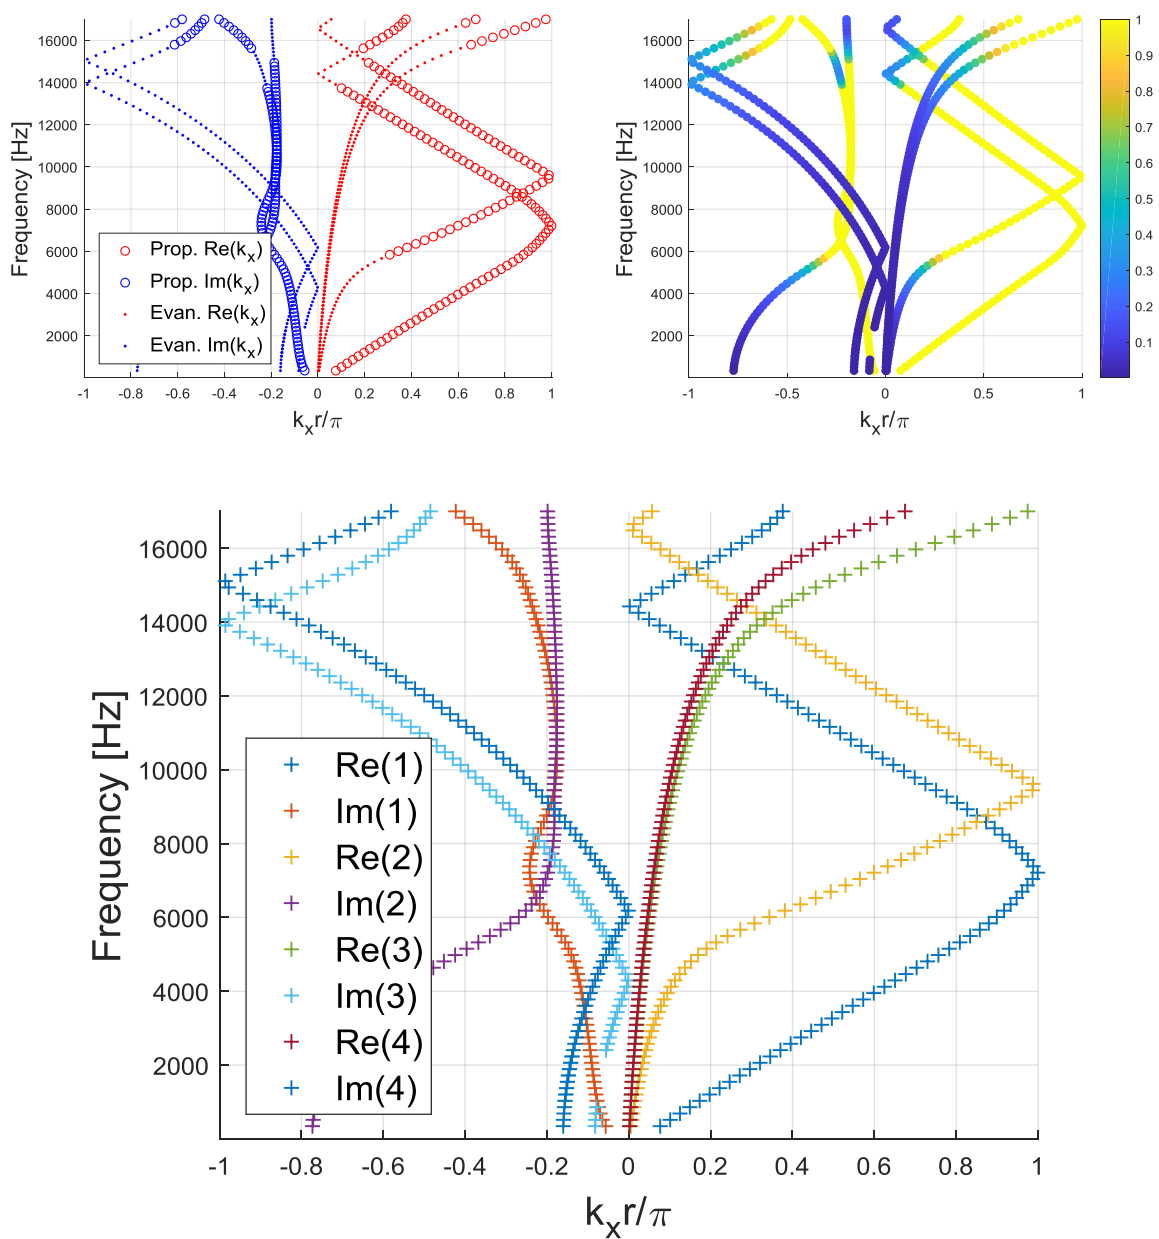 16000
14000
12000
10000
8000
6000
4000
2000
Frequency [Hz]
Prop. Re(kx)
Prop. Im(kx)
Evan. Re(kx)
Evan. Im(kx)
-1 -0.8 -0.6 -0.4 -0.2 0 0.2 0.4 0.6 0.8 1
kxr/π
16000
14000
12000
10000
8000
6000
4000
2000
Frequency [Hz]
-1 -0.5 0 0.5 1
kxr/π
1
0.9
0.8
0.7
0.6
0.5
0.4
0.3
0.2
0.1
16000
14000
12000
10000
8000
6000
4000
2000
Frequency [Hz]
Re(1)
Im(1)
Re(2)
Im(2)
Re(3)
Im(3)
Re(4)
Im(4)
-1 -0.8 -0.6 -0.4 -0.2 0 0.2 0.4 0.6 0.8 1
kxr/π